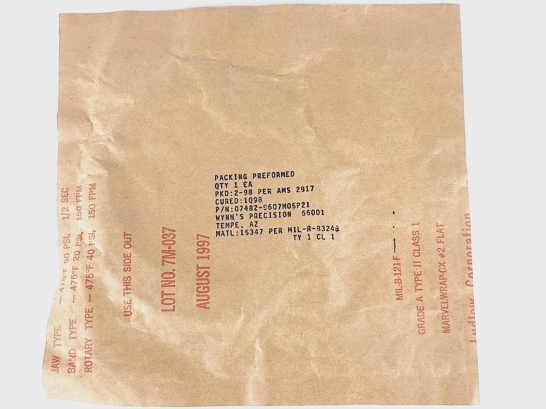 PACKING PREFORMED
QTY 1 EA
PKD:2-98 PER AMS 2817
CURED:1Q98
P/N:07482-9607M05P21
WYNN'S PRECISION 56001
TEMPE, AZ
MATL:15347 PER MIL-R-83248
TY 1 CL 1
JAW TYPE — 475°F 60 PSI, 1/2 SEC
BAND TYPE — 475°F 20 PSI, 150 FPM
ROTARY TYPE — 475°F 40 PSI, 150 FPM
USE THIS SIDE OUT
LOT NO. 7M-037
AUGUST 1997
MIL-B-121F
GRADE A TYPE II CLASS 1
MARVELWRAP-CX #2 FLAT
Ludlow Corporation